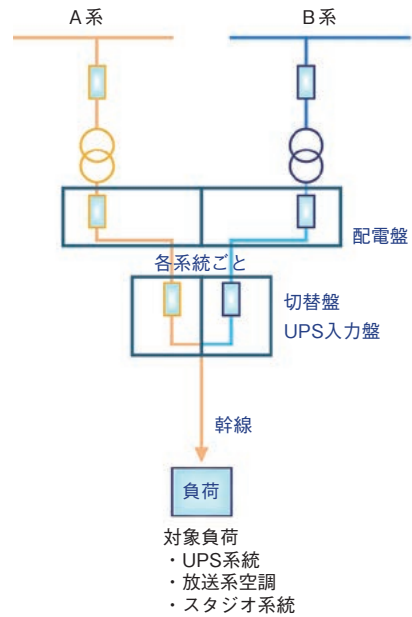 A系
B系
配電盤
各系統ごと
切替盤
UPS入力盤
幹線
負荷
対象負荷
・UPS系統
・放送系空調
・スタジオ系統